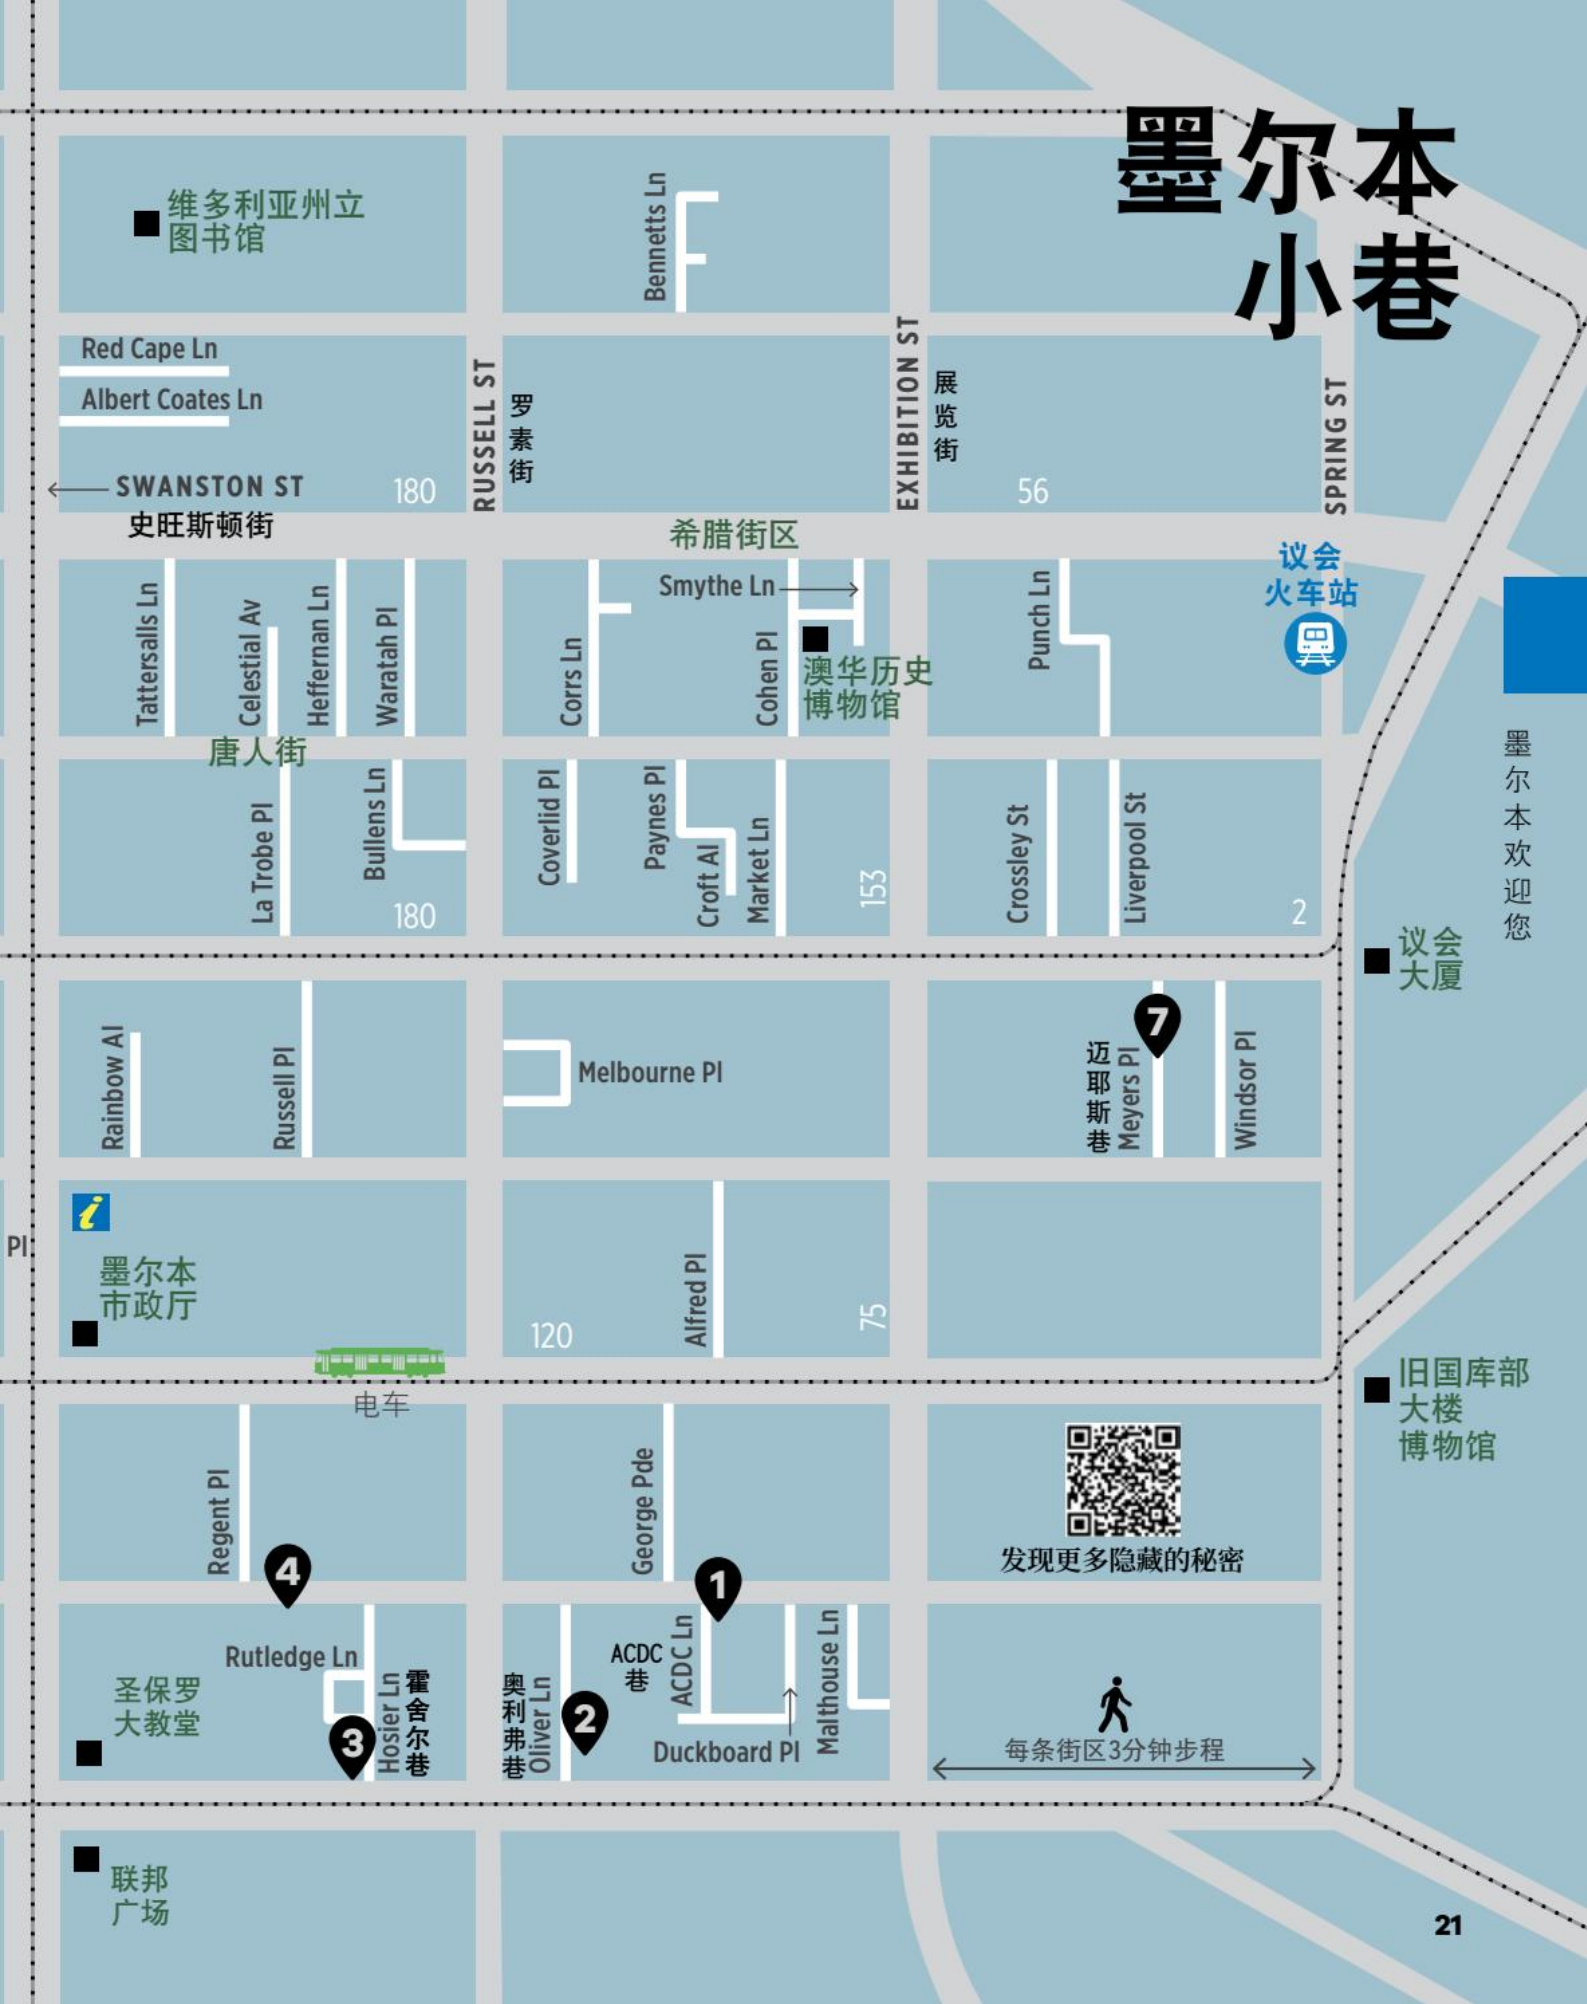 墨尔本
小巷
维多利亚州立
图书馆
Bennetts Ln
Red Cape Ln
Albert Coates Ln
RUSSELL ST
罗素街
EXHIBITION ST
展览街
SPRING ST
SWANSTON ST
史旺斯顿街
180
56
希腊街区
议会
火车站
Tattersalls Ln
Celestial Av
Heffernan Ln
Waratah Pl
Corrs Ln
Smythe Ln
Cohen Pl
澳华历史
博物馆
Punch Ln
唐人街
墨尔本欢迎您
La Trobe Pl
Bullens Ln
180
Coverlid Pl
Paynes Pl
Croft Al
Market Ln
153
Crossley St
Liverpool St
2
议会
大厦
Rainbow Al
Russell Pl
Melbourne Pl
7
迈耶斯巷
Meyers Pl
Windsor Pl
i
Pl
墨尔本
市政厅
120
Alfred Pl
75
电车
旧国库部
大楼
博物馆
Regent Pl
4
George Pde
1
发现更多隐藏的秘密
Rutledge Ln
圣保罗
大教堂
3
Hosier Ln
霍舍尔巷
奥利弗巷
Oliver Ln
2
ACDC
巷
ACDC Ln
Duckboard Pl
Malthouse Ln
每条街区3分钟步程
联邦
广场
21